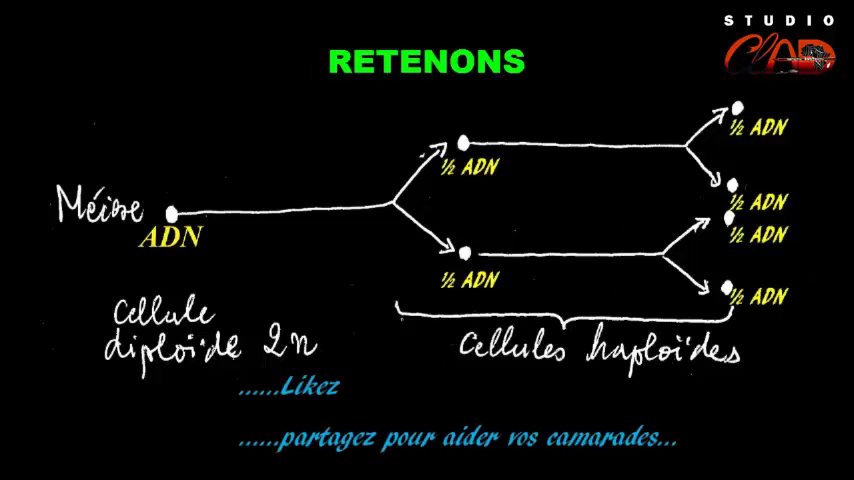 STUDIO
CLAD
RETENONS
½ ADN
½ ADN
½ ADN
Méiose
ADN
½ ADN
½ ADN
½ ADN
Cellule
diploïde 2n
Cellules haploïdes
......Likez
......partagez pour aider vos camarades...